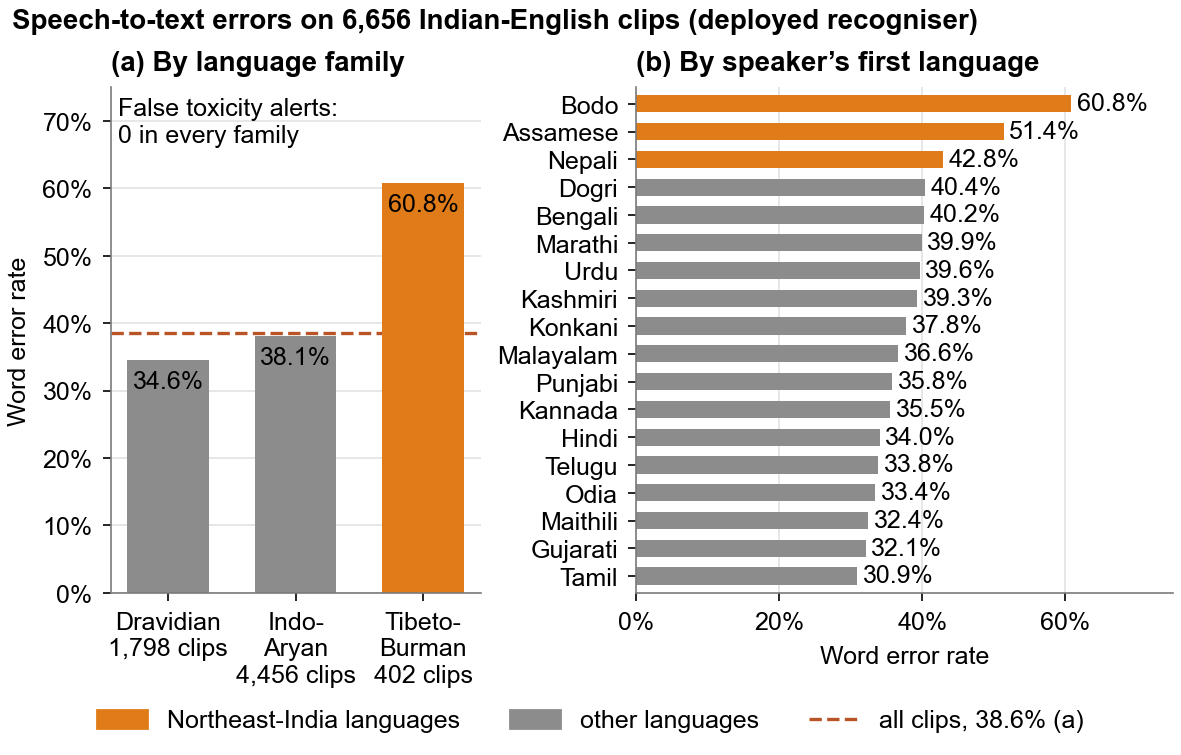 Speech-to-text errors on 6,656 Indian-English clips (deployed recogniser)
(a) By language family
Word error rate
70%
60%
50%
40%
30%
20%
10%
0%
False toxicity alerts:
0 in every family
34.6%
38.1%
60.8%
Dravidian
1,798 clips
Indo-
Aryan
4,456 clips
Tibeto-
Burman
402 clips
(b) By speaker’s first language
Bodo 60.8%
Assamese 51.4%
Nepali 42.8%
Dogri 40.4%
Bengali 40.2%
Marathi 39.9%
Urdu 39.6%
Kashmiri 39.3%
Konkani 37.8%
Malayalam 36.6%
Punjabi 35.8%
Kannada 35.5%
Hindi 34.0%
Telugu 33.8%
Odia 33.4%
Maithili 32.4%
Gujarati 32.1%
Tamil 30.9%
0% 20% 40% 60%
Word error rate
Northeast-India languages
other languages
all clips, 38.6% (a)